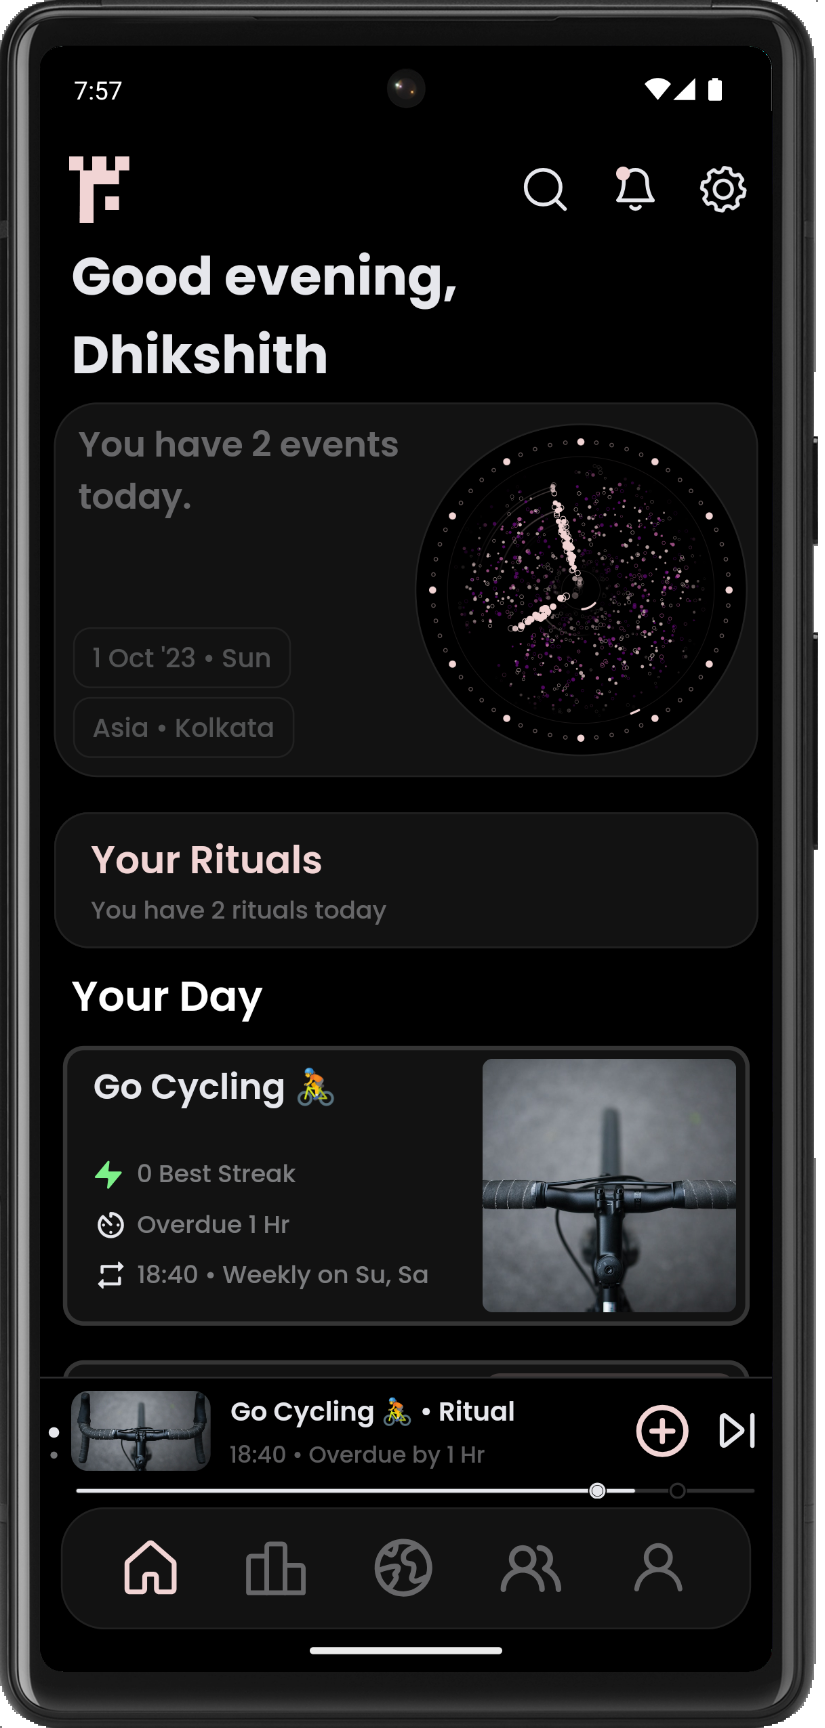 7:57
Good evening,
Dhikshith
You have 2 events
today.
1 Oct '23 • Sun
Asia • Kolkata
Your Rituals
You have 2 rituals today
Your Day
Go Cycling 🚴
0 Best Streak
Overdue 1 Hr
18:40 • Weekly on Su, Sa
Go Cycling 🚴 • Ritual
18:40 • Overdue by 1 Hr